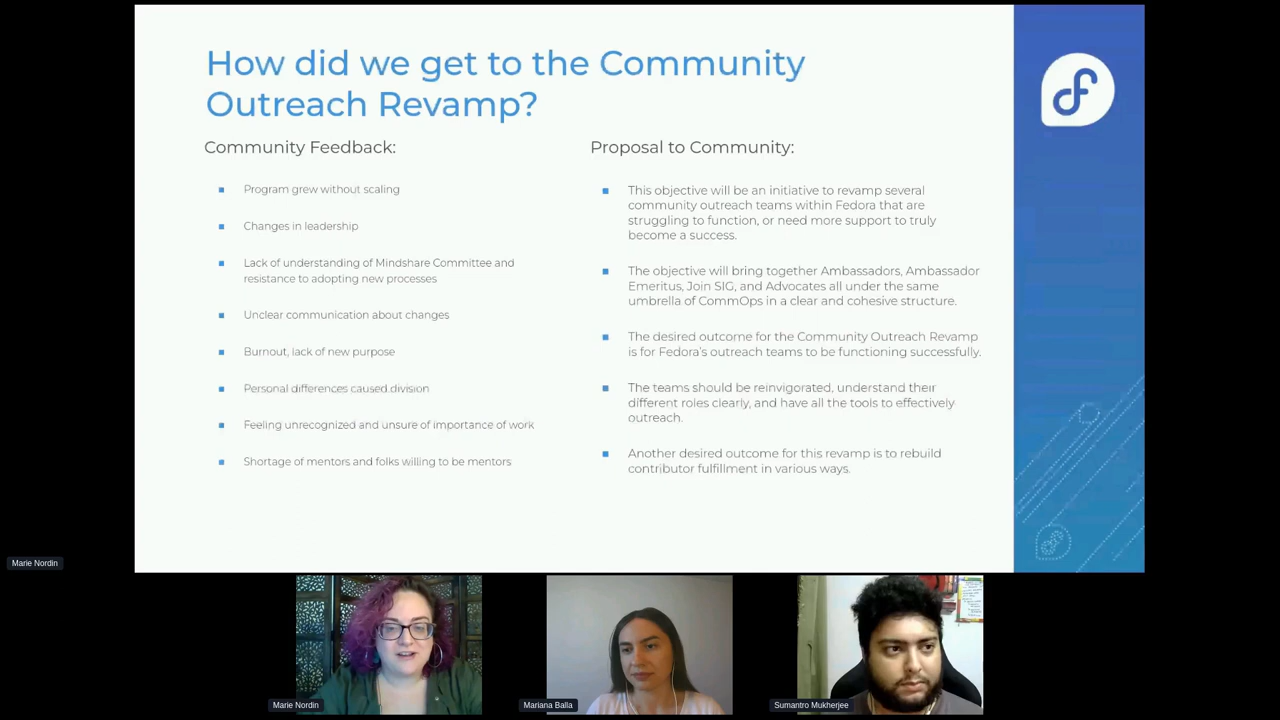 How did we get to the Community
Outreach Revamp?
Community Feedback:
Program grew without scaling
Changes in leadership
Lack of understanding of Mindshare Committee and
resistance to adopting new processes
Unclear communication about changes
Burnout, lack of new purpose
Personal differences caused division
Feeling unrecognized and unsure of importance of work
Shortage of mentors and folks willing to be mentors
Proposal to Community:
This objective will be an initiative to revamp several
community outreach teams within Fedora that are
struggling to function, or need more support to truly
become a success.
The objective will bring together Ambassadors, Ambassador
Emeritus, Join SIG, and Advocates all under the same
umbrella of CommOps in a clear and cohesive structure.
The desired outcome for the Community Outreach Revamp
is for Fedora's outreach teams to be functioning successfully.
The teams should be reinvigorated, understand their
different roles clearly, and have all the tools to effectively
outreach.
Another desired outcome for this revamp is to rebuild
contributor fulfillment in various ways.
Marie Nordin
Marie Nordin
Mariana Balla
Sumantro Mukherjee